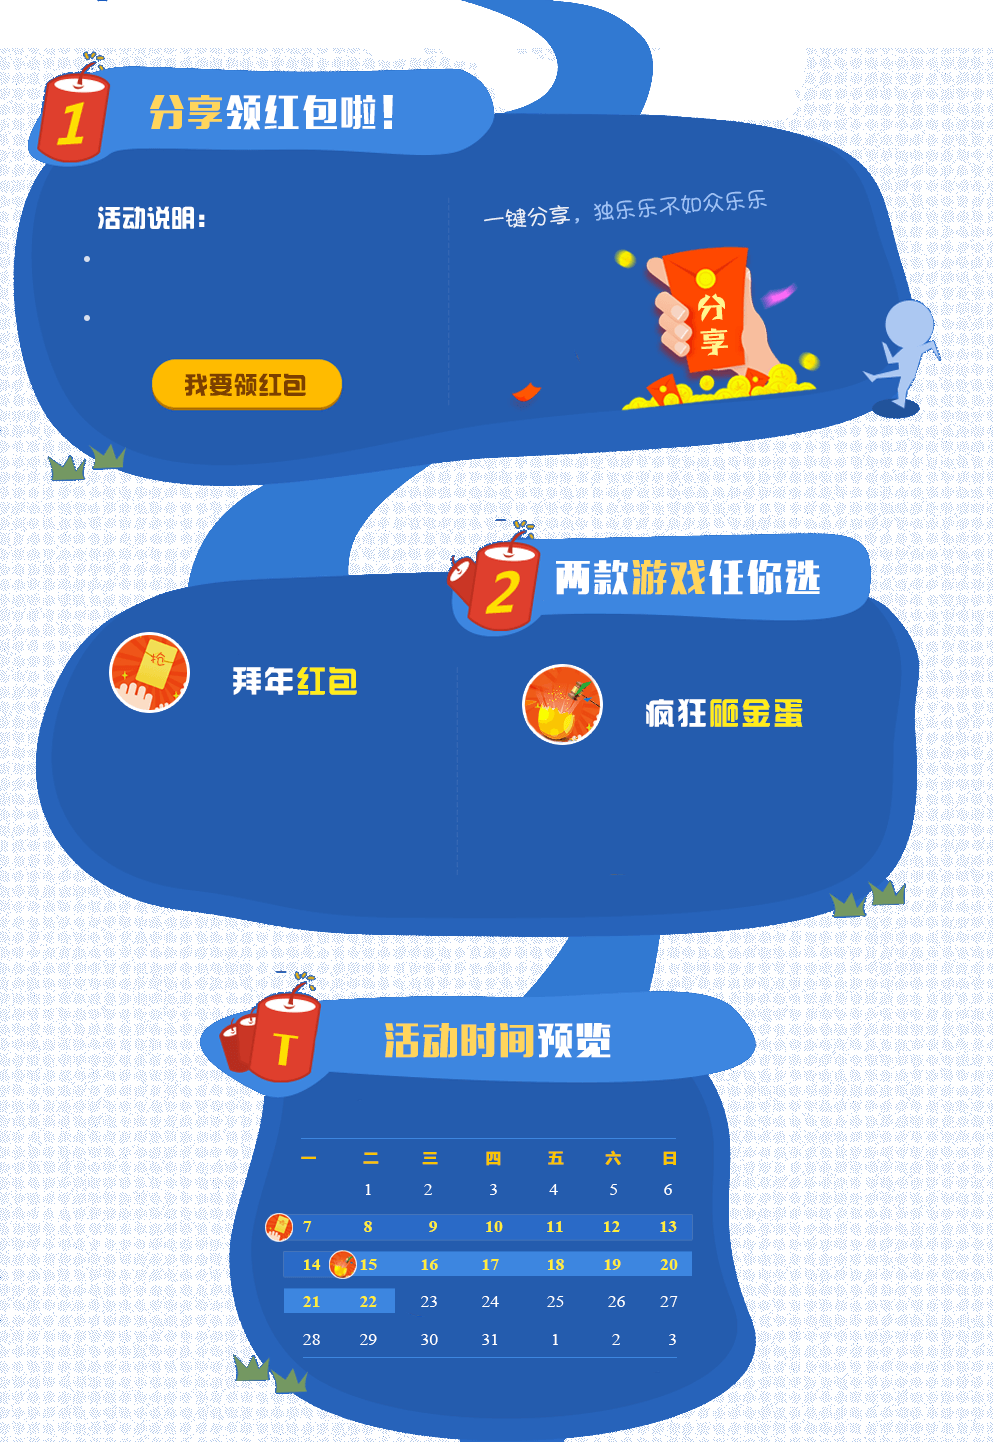 1
分享领红包啦!
活动说明:
一键分享，独乐乐不如众乐乐
分享
我要领红包
2
两款游戏任你选
抢
拜年红包
疯狂砸金蛋
T
活动时间预览
一 二 三 四 五 六 日
1 2 3 4 5 6
7 8 9 10 11 12 13
14 15 16 17 18 19 20
21 22 23 24 25 26 27
28 29 30 31 1 2 3